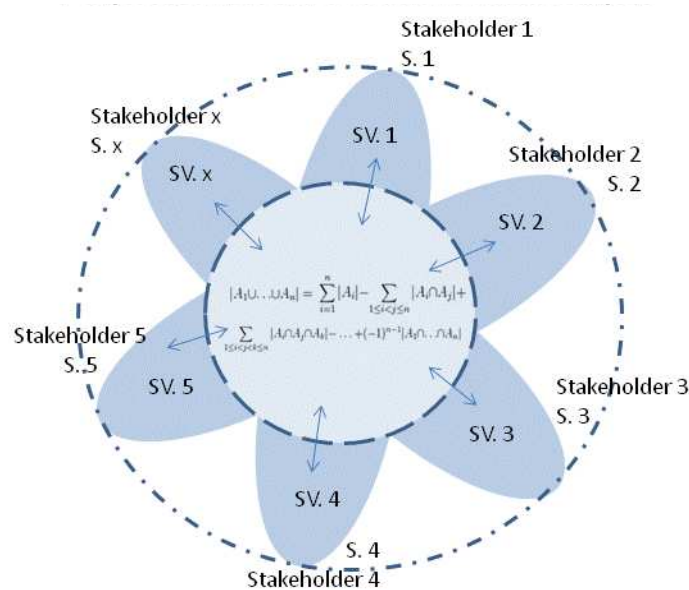 Stakeholder 1
S. 1
Stakeholder x
S. x
SV. 1
Stakeholder 2
S. 2
SV. x
SV. 2
|A₁∪…∪Aₙ| = ∑ⁿᵢ₌₁ |Aᵢ|− ∑₁≤i<j≤n |Aᵢ∩Aⱼ|+
∑₁≤i<j<k≤n |Aᵢ∩Aⱼ∩Aₖ|−…+(−1)ⁿ⁻¹|A₁∩…∩Aₙ|
Stakeholder 5
S. 5
SV. 5
Stakeholder 3
S. 3
SV. 3
SV. 4
S. 4
Stakeholder 4